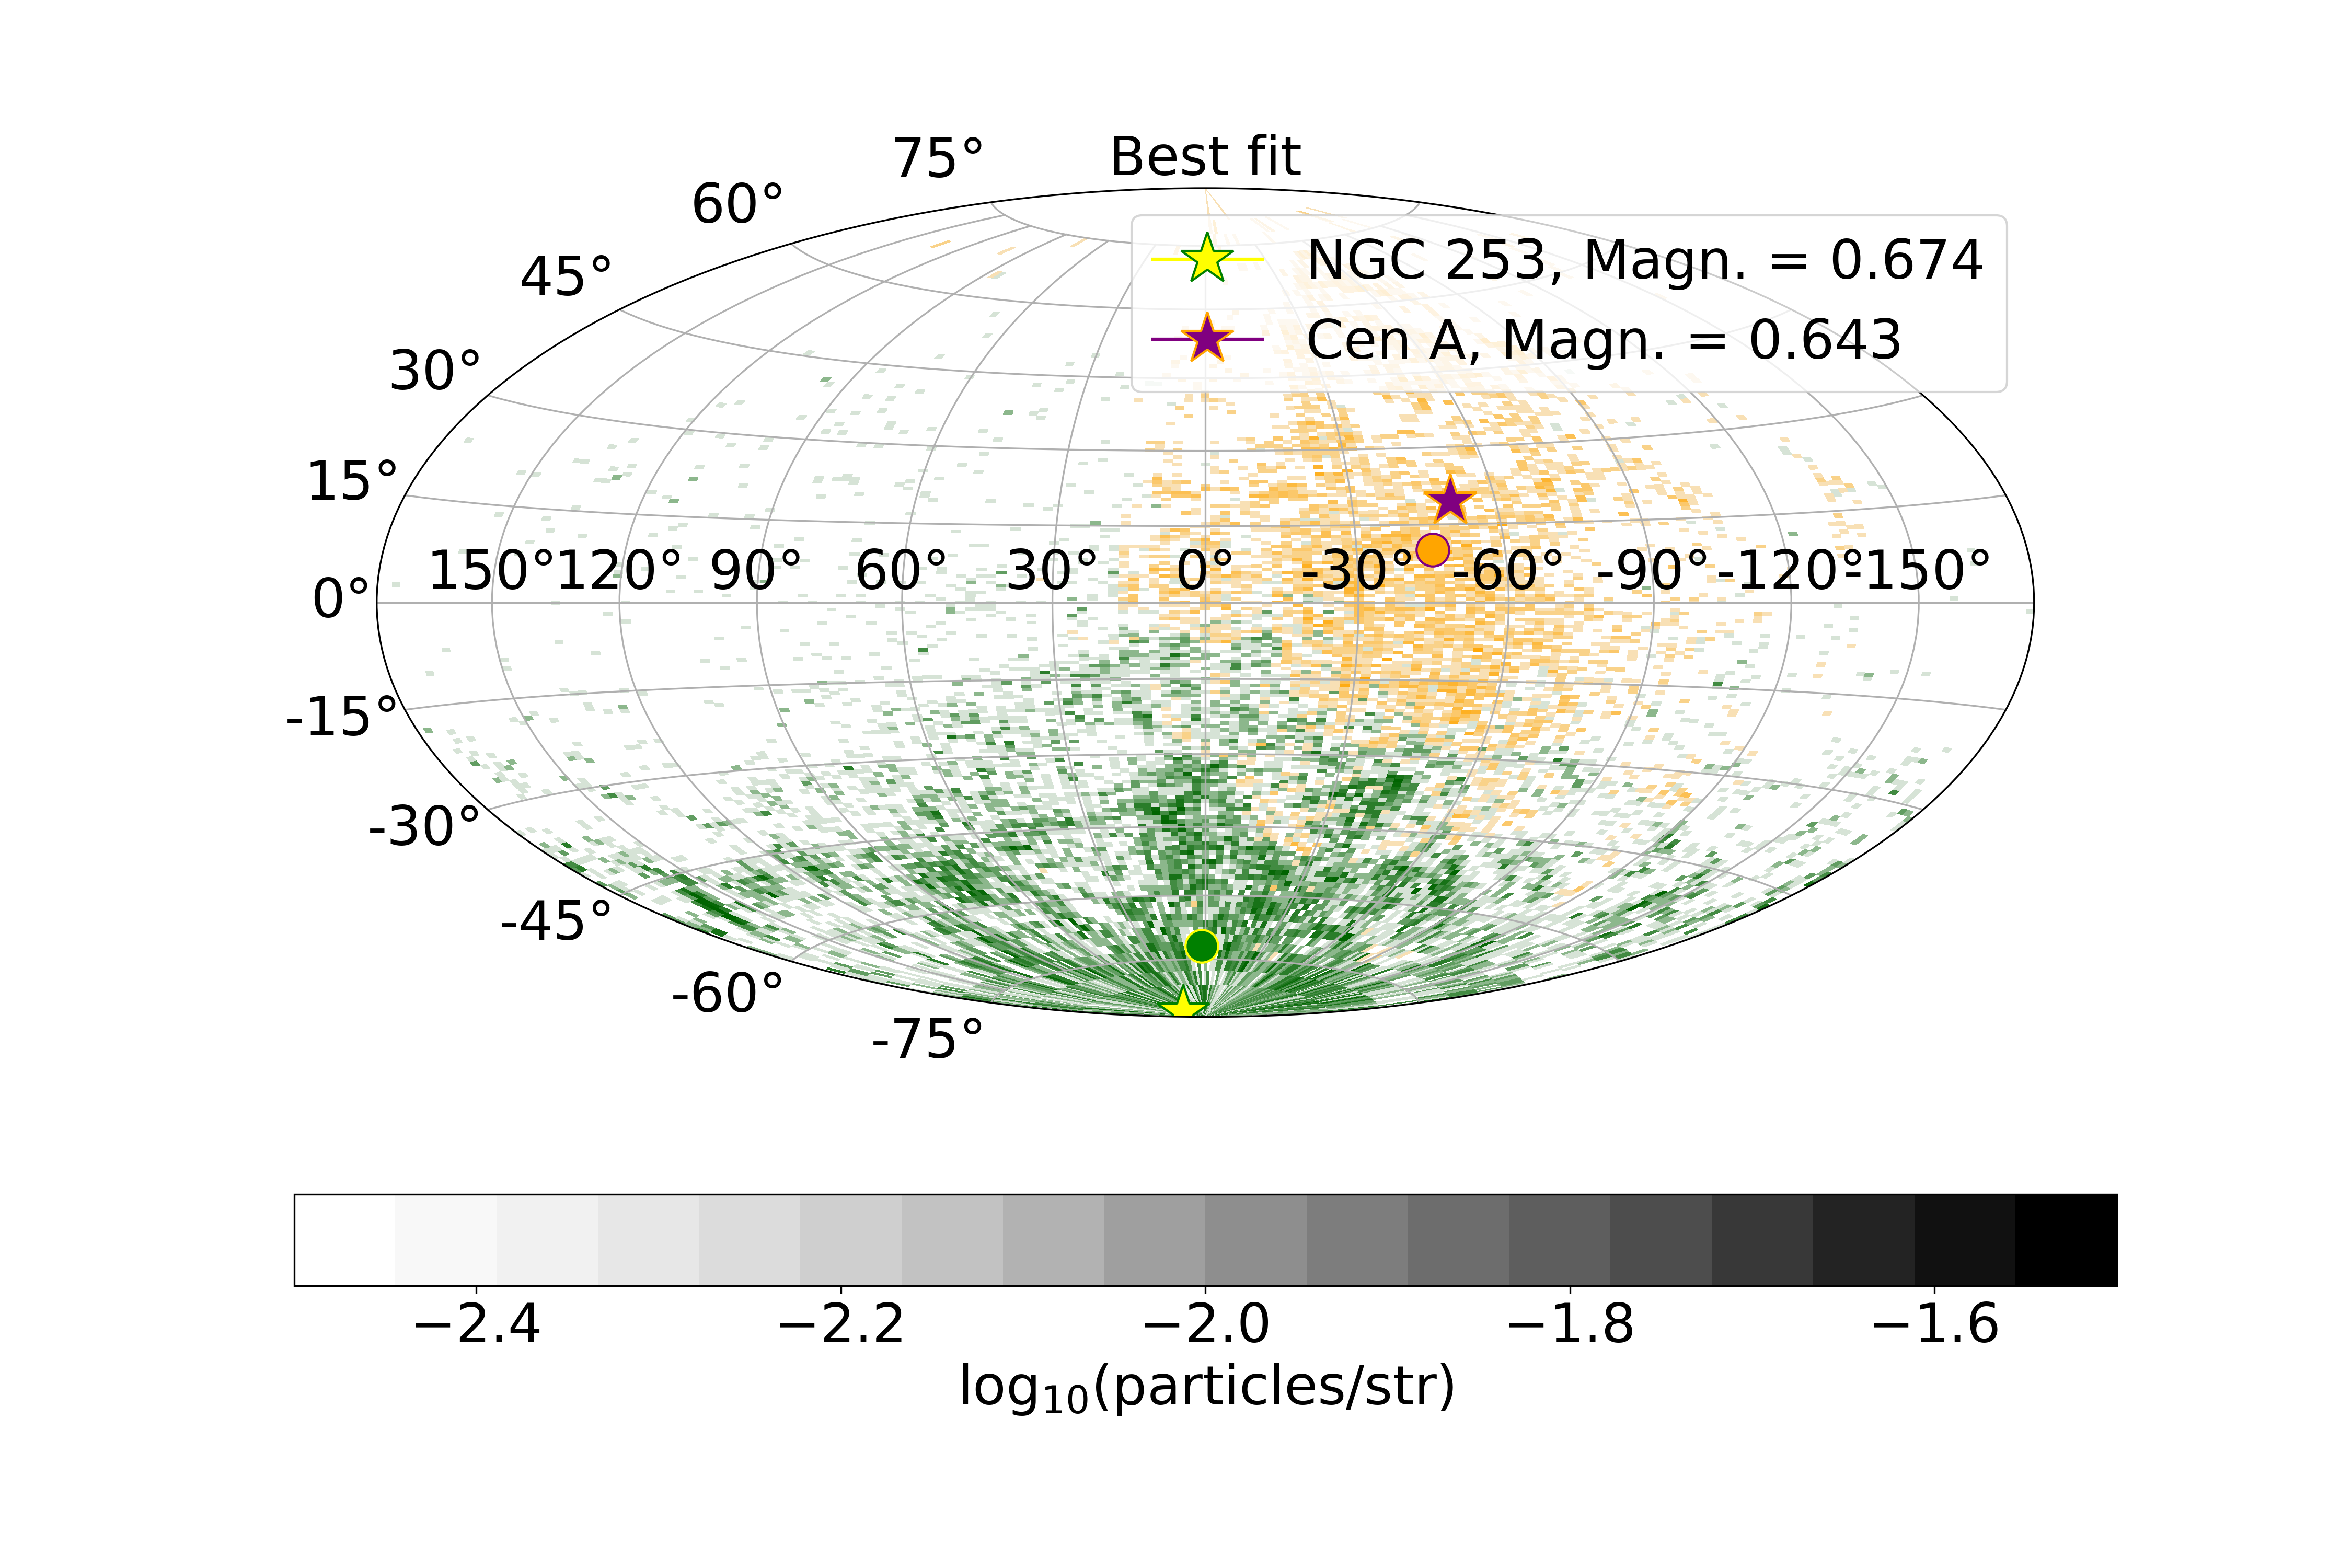 Best fit
75°
60°
45°
30°
15°
0°
-15°
-30°
-45°
-60°
-75°
NGC 253, Magn. = 0.674
Cen A, Magn. = 0.643
150° 120° 90° 60° 30° 0° -30° -60° -90° -120° -150°
−2.4 −2.2 −2.0 −1.8 −1.6
log₁₀(particles/str)